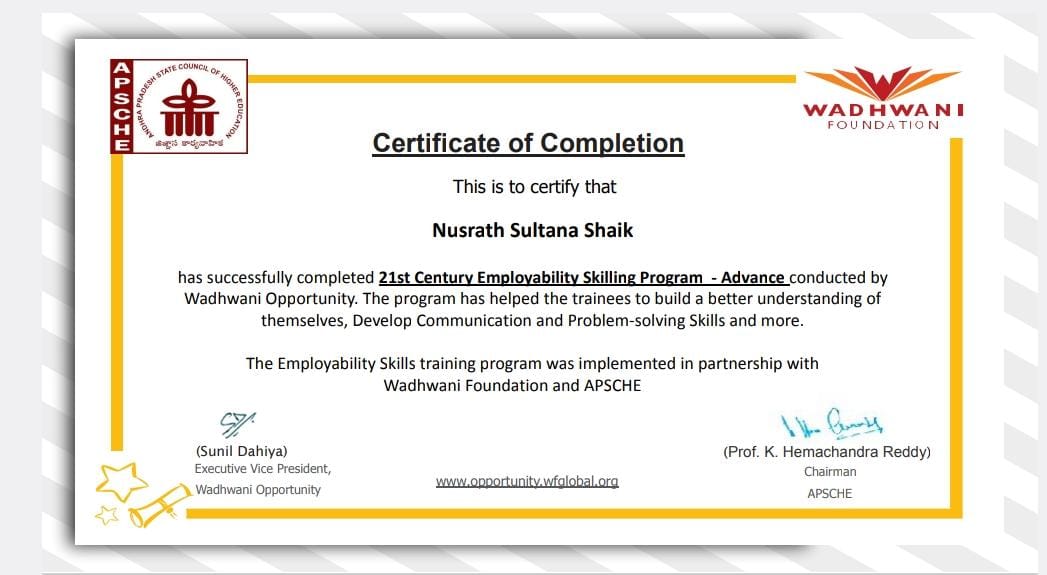 APSCHE
ANDHRA PRADESH STATE COUNCIL OF HIGHER EDUCATION
WADHWANI
FOUNDATION
Certificate of Completion
This is to certify that
Nusrath Sultana Shaik
has successfully completed 21st Century Employability Skilling Program - Advance conducted by
Wadhwani Opportunity. The program has helped the trainees to build a better understanding of
themselves, Develop Communication and Problem-solving Skills and more.
The Employability Skills training program was implemented in partnership with
Wadhwani Foundation and APSCHE
(Sunil Dahiya)
Executive Vice President,
Wadhwani Opportunity
www.opportunity.wfglobal.org
(Prof. K. Hemachandra Reddy)
Chairman
APSCHE